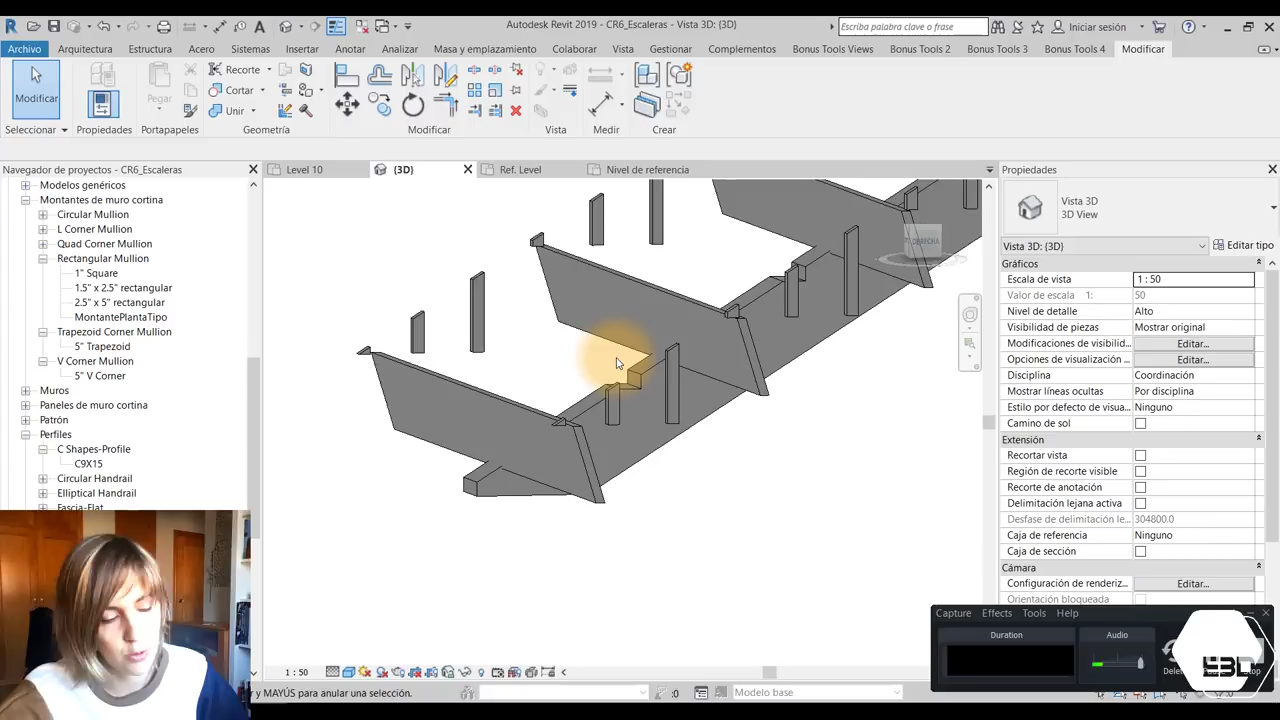 Autodesk Revit 2019 - CR6_Escaleras - Vista 3D: {3D}
Escriba palabra clave o frase
Iniciar sesión
Archivo Arquitectura Estructura Acero Sistemas Insertar Anotar Analizar Masa y emplazamiento Colaborar Vista Gestionar Complementos Bonus Tools Views Bonus Tools 2 Bonus Tools 3 Bonus Tools 4 Modificar
Modificar
Pegar
Recorte
Cortar
Unir
Seleccionar Propiedades Portapapeles Geometría Modificar Vista Medir Crear
Navegador de proyectos - CR6_Escaleras
Level 10 {3D} Ref. Level Nivel de referencia
Modelos genéricos
Montantes de muro cortina
Circular Mullion
L Corner Mullion
Quad Corner Mullion
Rectangular Mullion
1" Square
1.5" x 2.5" rectangular
2.5" x 5" rectangular
MontantePlantaTipo
Trapezoid Corner Mullion
5" Trapezoid
V Corner Mullion
5" V Corner
Muros
Paneles de muro cortina
Patrón
Perfiles
C Shapes-Profile
C9X15
Circular Handrail
Elliptical Handrail
Fascia-Flat
DERECHA
Propiedades
Vista 3D
3D View
Vista 3D: {3D} Editar tipo
Gráficos
Escala de vista 1 : 50
Valor de escala 1: 50
Nivel de detalle Alto
Visibilidad de piezas Mostrar original
Modificaciones de visibilid... Editar...
Opciones de visualización ... Editar...
Disciplina Coordinación
Mostrar líneas ocultas Por disciplina
Estilo por defecto de visua... Ninguno
Camino de sol
Extensión
Recortar vista
Región de recorte visible
Recorte de anotación
Delimitación lejana activa
Desfase de delimitación le... 304800.0
Caja de referencia Ninguno
Caja de sección
Cámara
Configuración de renderiz... Editar...
Orientación bloqueada
Capture Effects Tools Help
Duration Audio
1 : 50
y MAYÚS para anular una selección.
:0
Modelo base